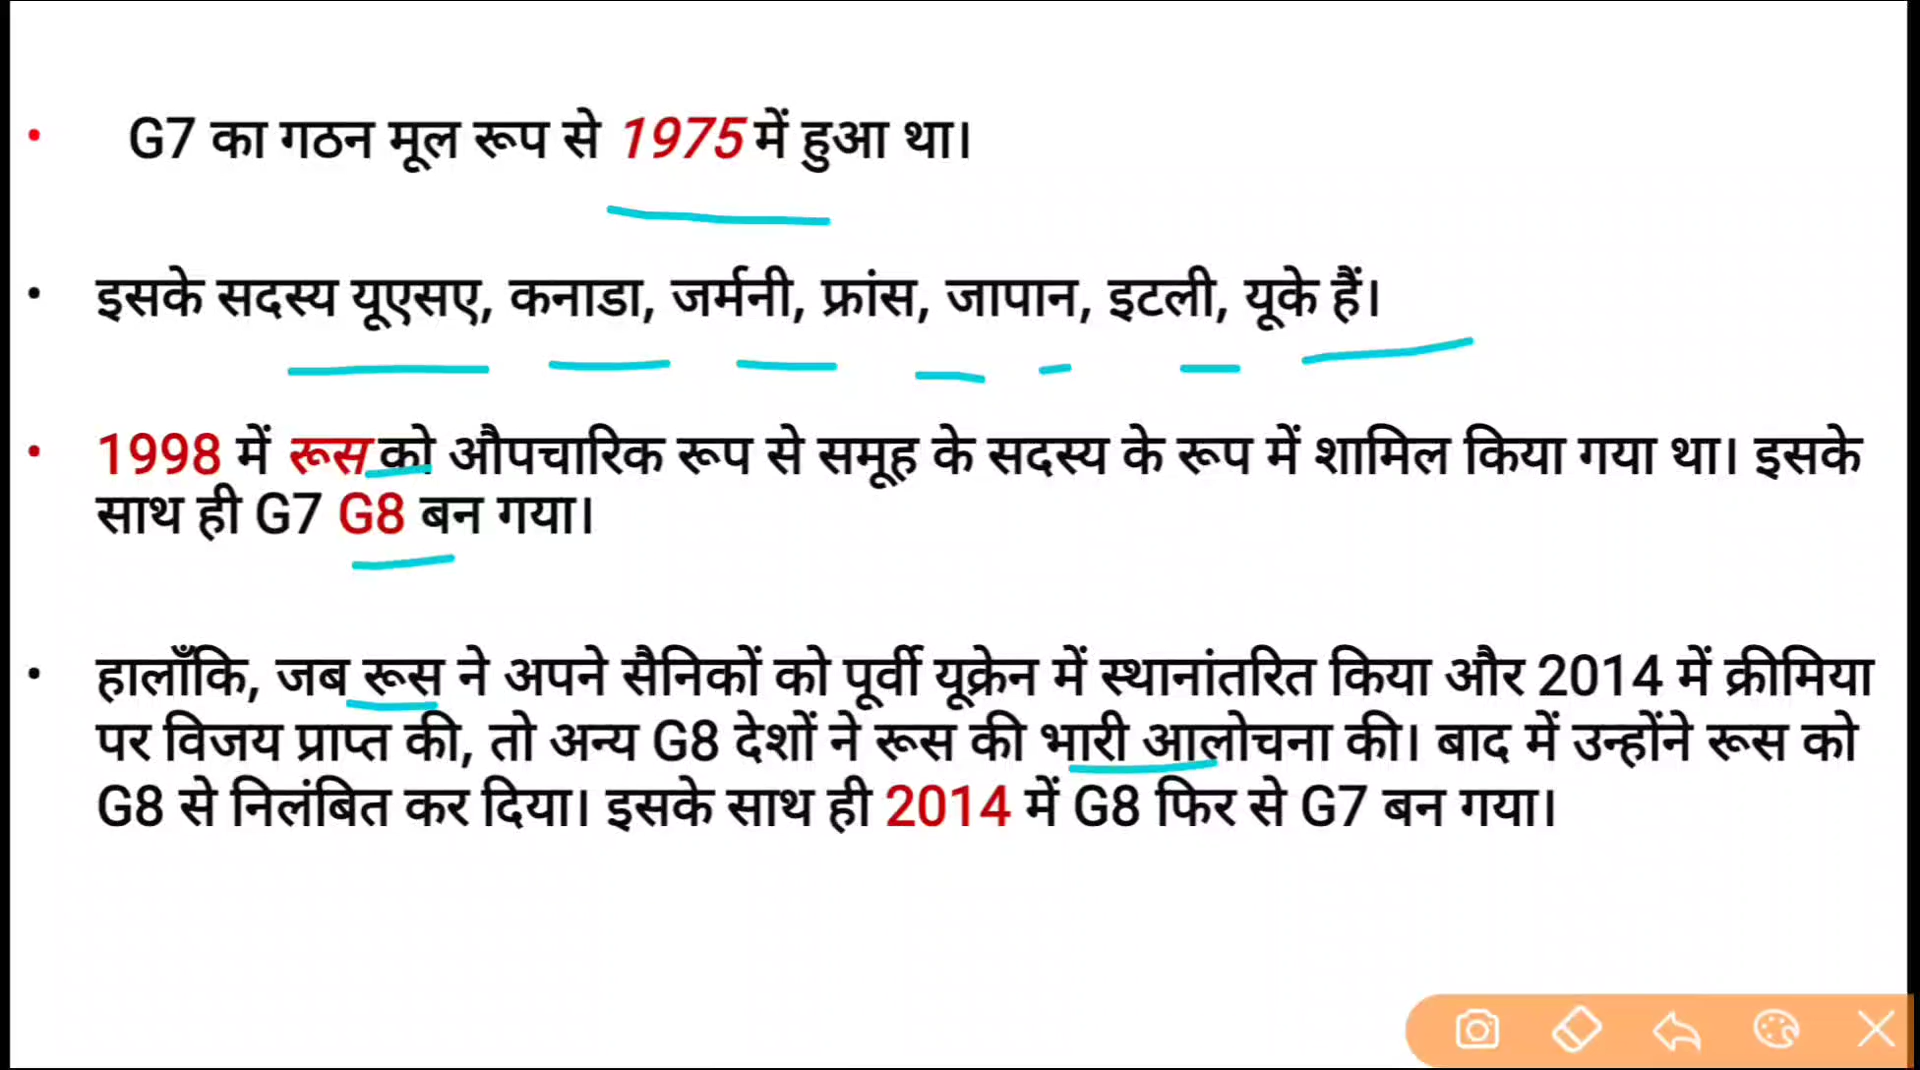 • G7 का गठन मूल रूप से 1975 में हुआ था।
• इसके सदस्य यूएसए, कनाडा, जर्मनी, फ्रांस, जापान, इटली, यूके हैं।
• 1998 में रूस को औपचारिक रूप से समूह के सदस्य के रूप में शामिल किया गया था। इसके
साथ ही G7 G8 बन गया।
• हालाँकि, जब रूस ने अपने सैनिकों को पूर्वी यूक्रेन में स्थानांतरित किया और 2014 में क्रीमिया
पर विजय प्राप्त की, तो अन्य G8 देशों ने रूस की भारी आलोचना की। बाद में उन्होंने रूस को
G8 से निलंबित कर दिया। इसके साथ ही 2014 में G8 फिर से G7 बन गया।